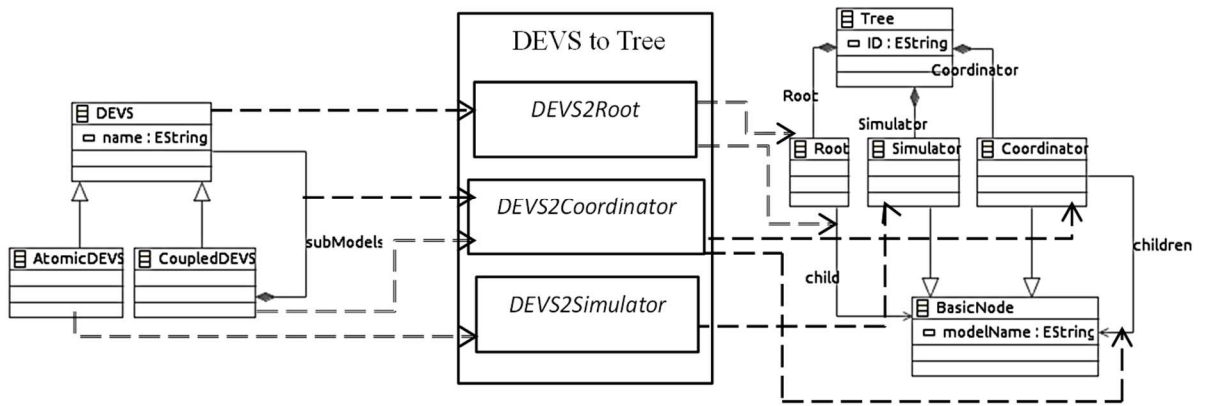 DEVS
name : EString
AtomicDEVS
CoupledDEVS
subModels
DEVS to Tree
DEVS2Root
DEVS2Coordinator
DEVS2Simulator
Tree
ID : EString
Coordinator
Root
Simulator
Root
Simulator
Coordinator
child
children
BasicNode
modelName : EString